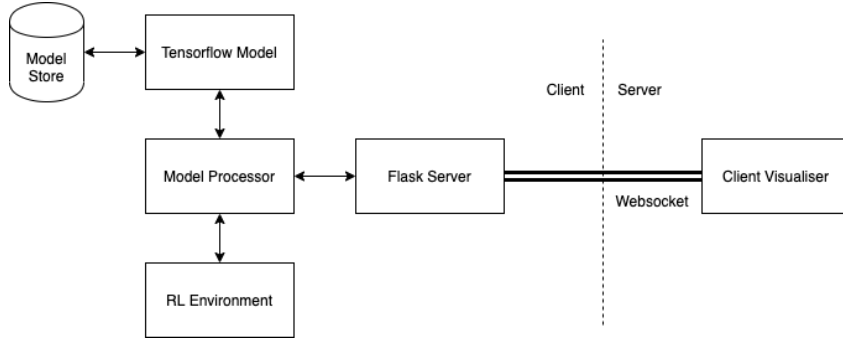 Model
Store
Tensorflow Model
Client
Server
Model Processor
Flask Server
Client Visualiser
Websocket
RL Environment